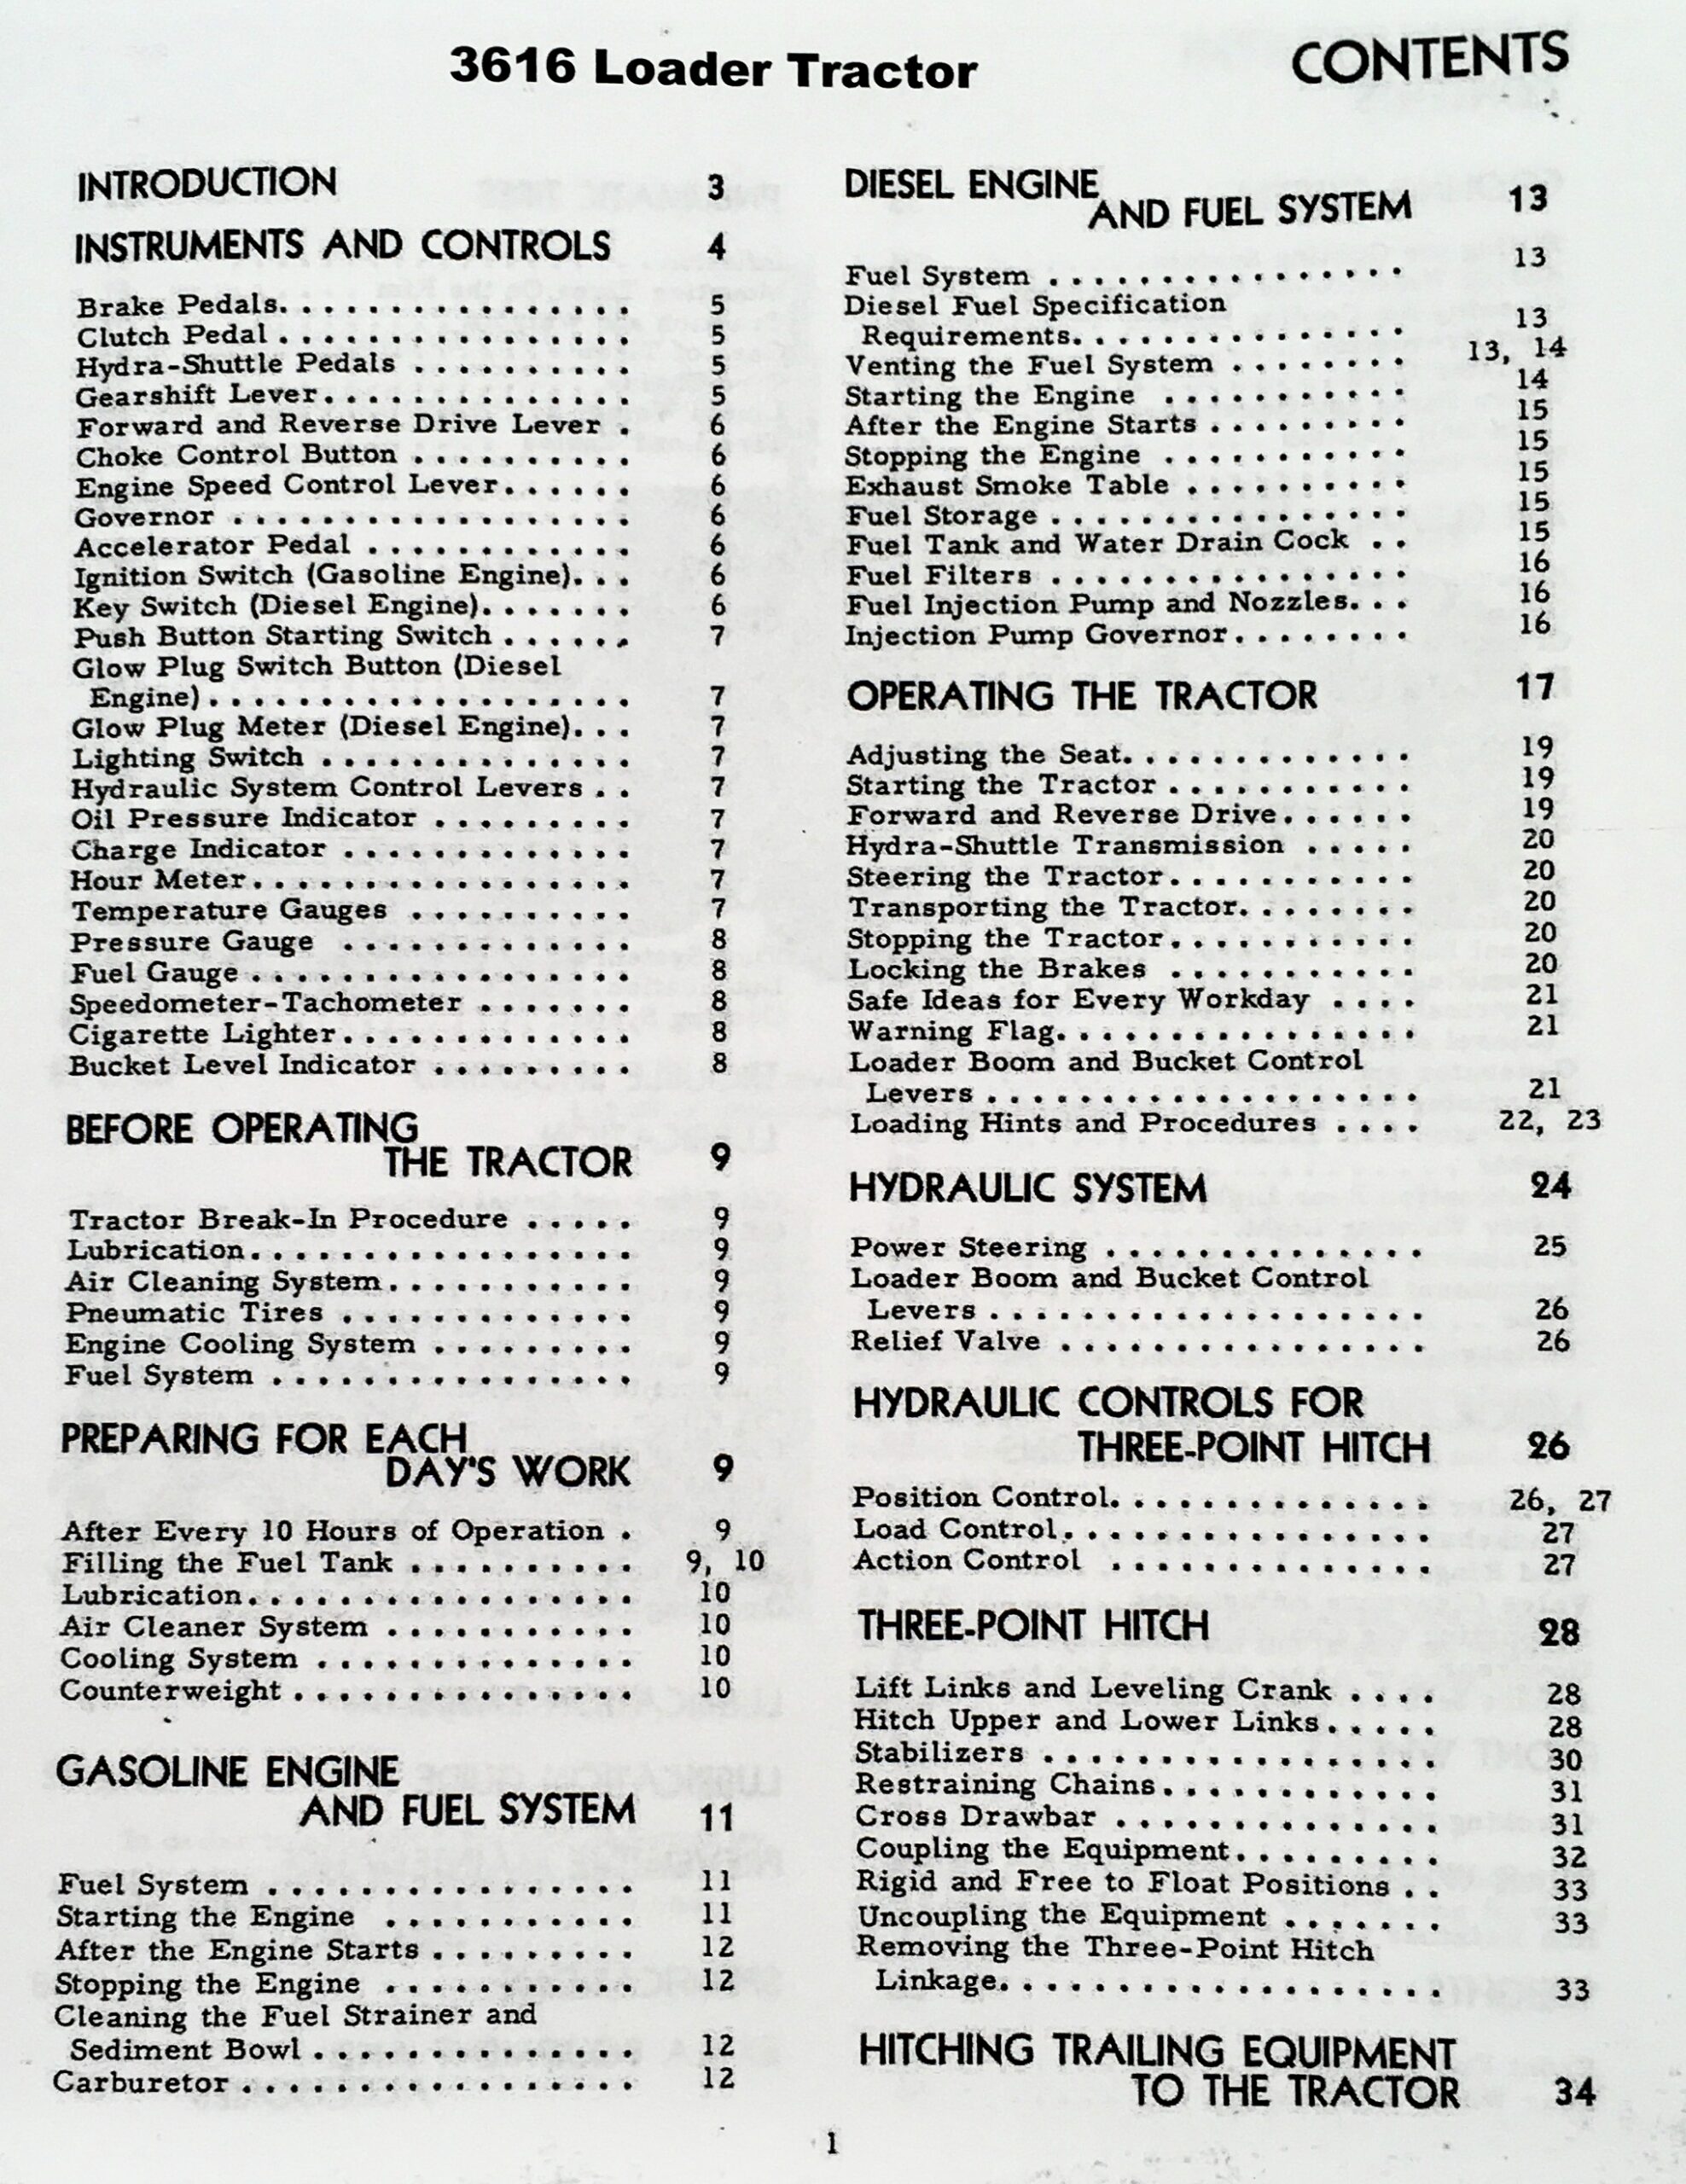 3616 Loader Tractor
CONTENTS
INTRODUCTION 3
INSTRUMENTS AND CONTROLS 4
Brake Pedals. . . . . . . . . . . . . . . . 5
Clutch Pedal . . . . . . . . . . . . . . . . 5
Hydra-Shuttle Pedals . . . . . . . . . . 5
Gearshift Lever. . . . . . . . . . . . . . 5
Forward and Reverse Drive Lever . 6
Choke Control Button . . . . . . . . . . 6
Engine Speed Control Lever. . . . . . 6
Governor . . . . . . . . . . . . . . . . . . 6
Accelerator Pedal . . . . . . . . . . . . 6
Ignition Switch (Gasoline Engine). . . 6
Key Switch (Diesel Engine). . . . . . . 6
Push Button Starting Switch . . . . . . 7
Glow Plug Switch Button (Diesel
Engine) . . . . . . . . . . . . . . . . . . . 7
Glow Plug Meter (Diesel Engine). . . 7
Lighting Switch . . . . . . . . . . . . . . 7
Hydraulic System Control Levers . . 7
Oil Pressure Indicator . . . . . . . . . 7
Charge Indicator . . . . . . . . . . . . . 7
Hour Meter. . . . . . . . . . . . . . . . . 7
Temperature Gauges . . . . . . . . . . 7
Pressure Gauge . . . . . . . . . . . . . 8
Fuel Gauge . . . . . . . . . . . . . . . . . 8
Speedometer-Tachometer . . . . . . . 8
Cigarette Lighter. . . . . . . . . . . . . 8
Bucket Level Indicator . . . . . . . . . 8
BEFORE OPERATING
THE TRACTOR 9
Tractor Break-In Procedure . . . . . 9
Lubrication. . . . . . . . . . . . . . . . . 9
Air Cleaning System. . . . . . . . . . . 9
Pneumatic Tires . . . . . . . . . . . . . 9
Engine Cooling System . . . . . . . . . 9
Fuel System . . . . . . . . . . . . . . . . 9
PREPARING FOR EACH
DAY'S WORK 9
After Every 10 Hours of Operation . 9
Filling the Fuel Tank . . . . . . . . . . 9, 10
Lubrication. . . . . . . . . . . . . . . . . 10
Air Cleaner System . . . . . . . . . . . 10
Cooling System . . . . . . . . . . . . . . 10
Counterweight . . . . . . . . . . . . . . . 10
GASOLINE ENGINE
AND FUEL SYSTEM 11
Fuel System . . . . . . . . . . . . . . . . 11
Starting the Engine . . . . . . . . . . . 11
After the Engine Starts . . . . . . . . . 12
Stopping the Engine . . . . . . . . . . . 12
Cleaning the Fuel Strainer and
Sediment Bowl . . . . . . . . . . . . . . 12
Carburetor . . . . . . . . . . . . . . . . . 12
DIESEL ENGINE
AND FUEL SYSTEM 13
Fuel System . . . . . . . . . . . . . . . . 13
Diesel Fuel Specification
Requirements. . . . . . . . . . . . . . . 13
Venting the Fuel System . . . . . . . . 13, 14
Starting the Engine . . . . . . . . . . . 14
After the Engine Starts . . . . . . . . . 15
Stopping the Engine . . . . . . . . . . . 15
Exhaust Smoke Table . . . . . . . . . . 15
Fuel Storage . . . . . . . . . . . . . . . . 15
Fuel Tank and Water Drain Cock . . 15
Fuel Filters . . . . . . . . . . . . . . . . 16
Fuel Injection Pump and Nozzles. . . 16
Injection Pump Governor. . . . . . . . 16
OPERATING THE TRACTOR 17
Adjusting the Seat. . . . . . . . . . . . . 19
Starting the Tractor . . . . . . . . . . . 19
Forward and Reverse Drive. . . . . . 19
Hydra-Shuttle Transmission . . . . . 20
Steering the Tractor. . . . . . . . . . . 20
Transporting the Tractor. . . . . . . . 20
Stopping the Tractor. . . . . . . . . . . 20
Locking the Brakes . . . . . . . . . . . 20
Safe Ideas for Every Workday . . . . 21
Warning Flag. . . . . . . . . . . . . . . . 21
Loader Boom and Bucket Control
Levers . . . . . . . . . . . . . . . . . . . 21
Loading Hints and Procedures . . . . 22, 23
HYDRAULIC SYSTEM 24
Power Steering . . . . . . . . . . . . . . 25
Loader Boom and Bucket Control
Levers . . . . . . . . . . . . . . . . . . . 26
Relief Valve . . . . . . . . . . . . . . . . 26
HYDRAULIC CONTROLS FOR
THREE-POINT HITCH 26
Position Control. . . . . . . . . . . . . . 26, 27
Load Control. . . . . . . . . . . . . . . . 27
Action Control . . . . . . . . . . . . . . 27
THREE-POINT HITCH 28
Lift Links and Leveling Crank . . . . 28
Hitch Upper and Lower Links. . . . . 28
Stabilizers . . . . . . . . . . . . . . . . . 30
Restraining Chains. . . . . . . . . . . . 31
Cross Drawbar . . . . . . . . . . . . . . 31
Coupling the Equipment. . . . . . . . . 32
Rigid and Free to Float Positions . . 33
Uncoupling the Equipment . . . . . . . 33
Removing the Three-Point Hitch
Linkage. . . . . . . . . . . . . . . . . . . 33
HITCHING TRAILING EQUIPMENT
TO THE TRACTOR 34
1